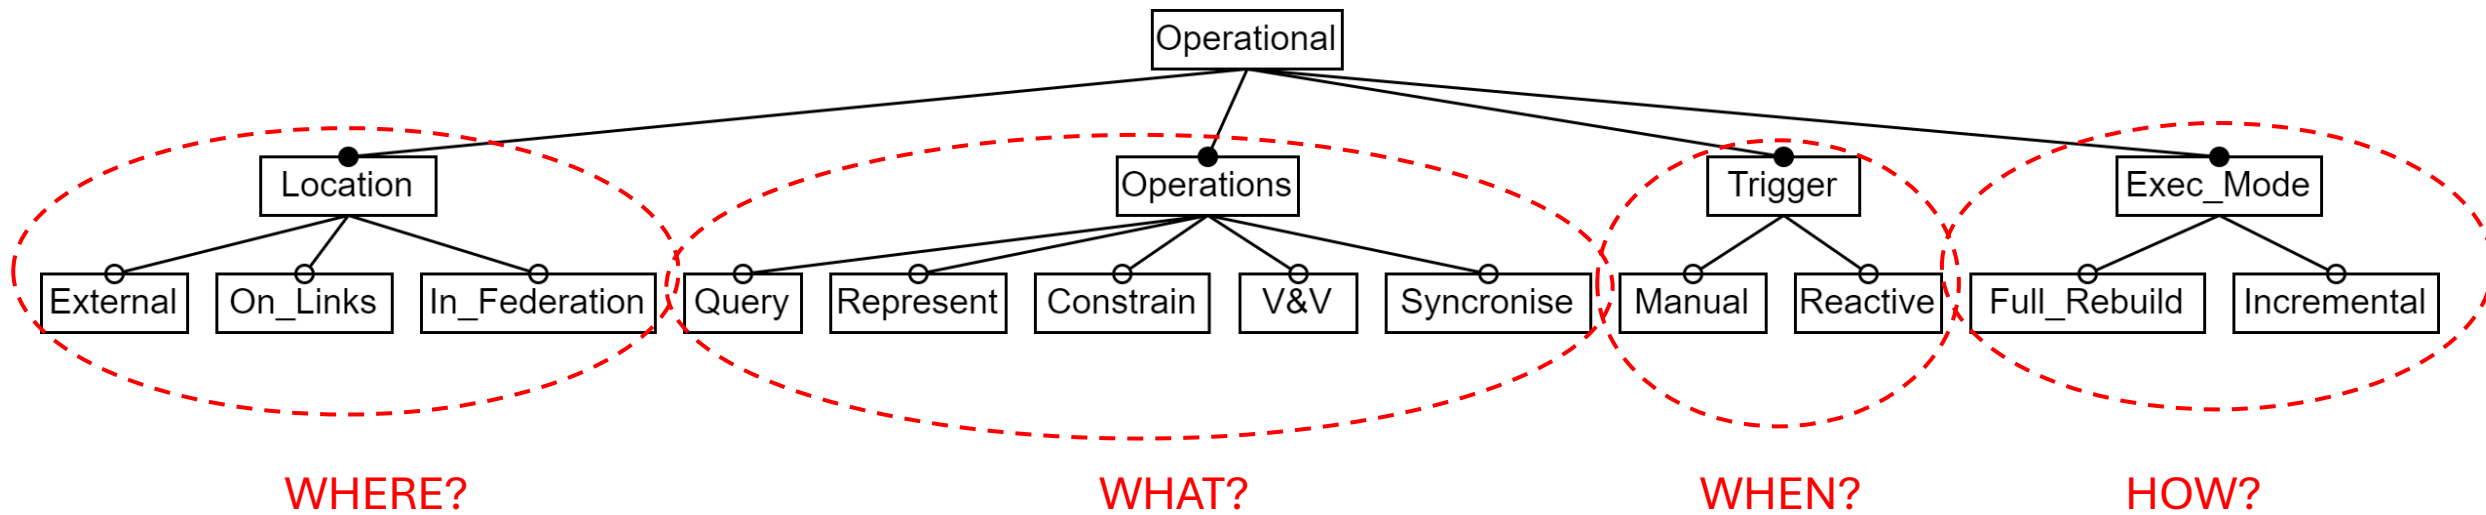 Operational
Location Operations Trigger Exec_Mode
External On_Links In_Federation Query Represent Constrain V&V Syncronise Manual Reactive Full_Rebuild Incremental
WHERE? WHAT? WHEN? HOW?